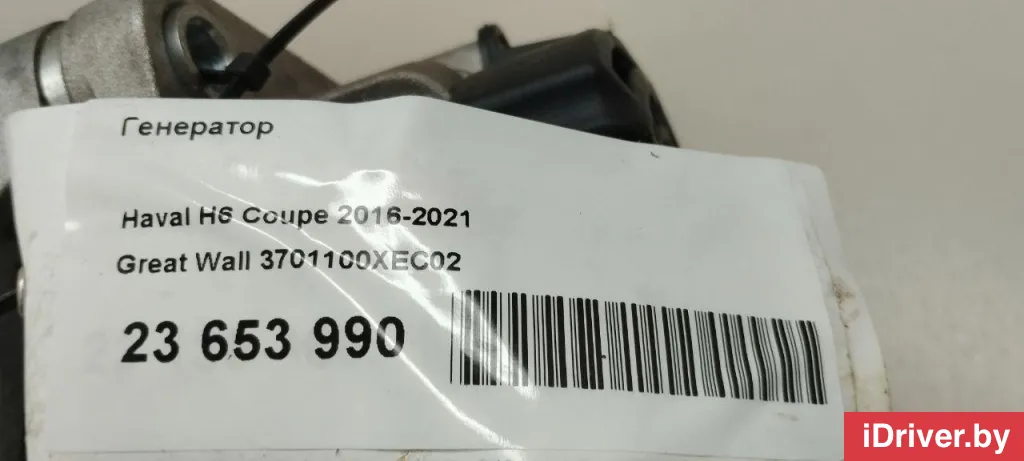 Генератор
Haval H6 Coupe 2016-2021
Great Wall 3701100XEC02
23 653 990
iDriver.by